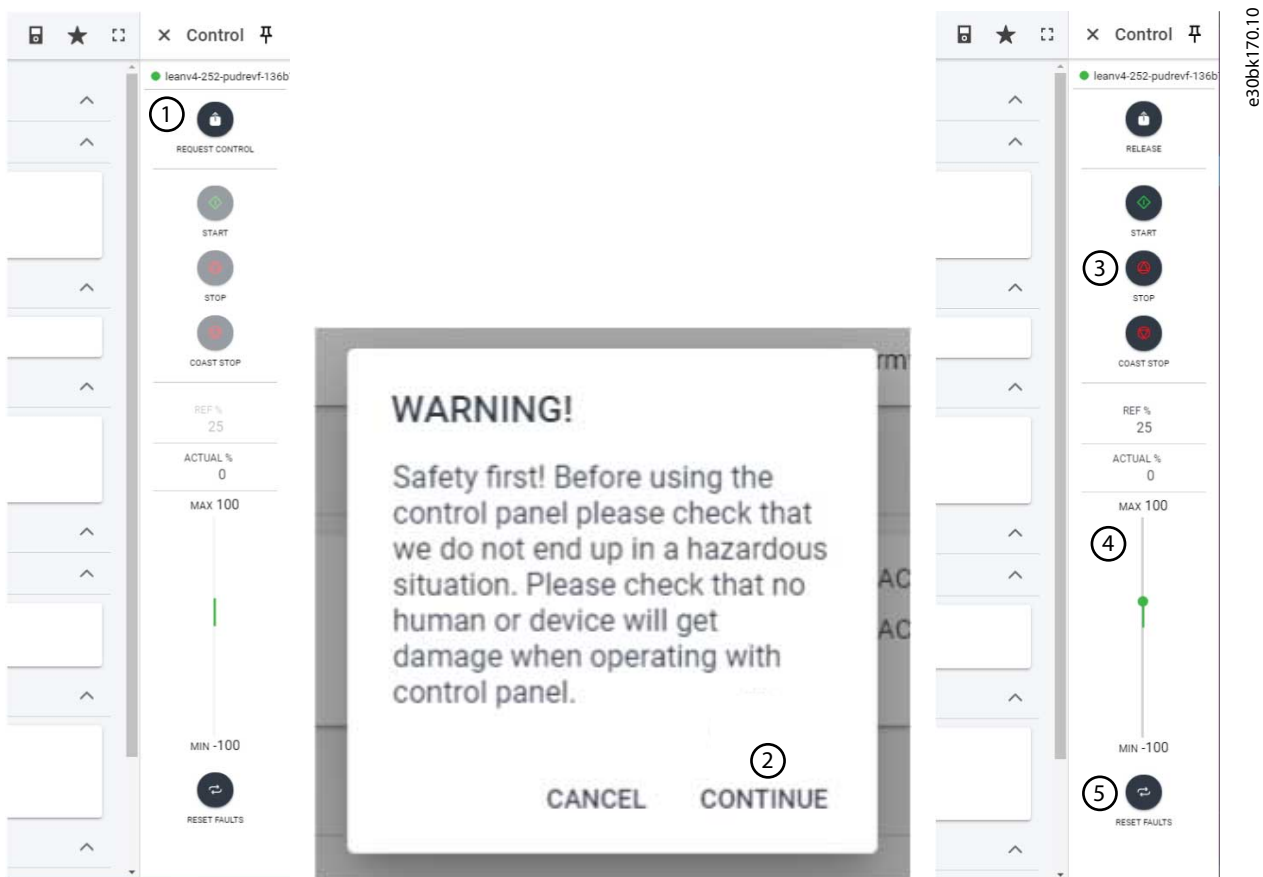 Control
leanv4-252-pudrevf-136b
1
REQUEST CONTROL
START
STOP
COAST STOP
REF %
25
ACTUAL %
0
MAX 100
MIN -100
RESET FAULTS
WARNING!
Safety first! Before using the
control panel please check that
we do not end up in a hazardous
situation. Please check that no
human or device will get
damage when operating with
control panel.
2
CANCEL CONTINUE
rm
AC
AC
Control
leanv4-252-pudrevf-136b
RELEASE
START
3
STOP
COAST STOP
REF %
25
ACTUAL %
0
MAX 100
4
MIN -100
5
RESET FAULTS
e30bk170.10